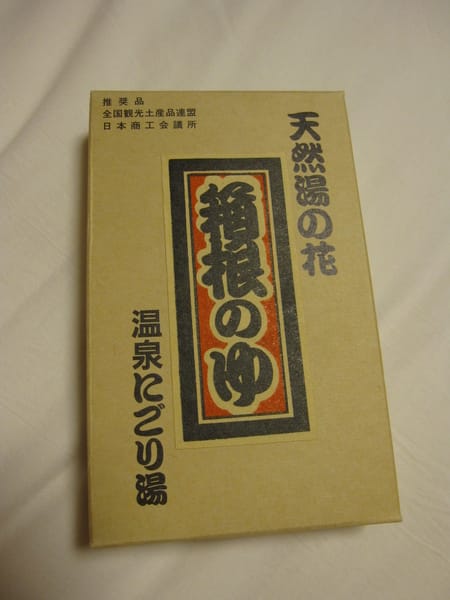 推奨品
全国観光土産品連盟
日本商工会議所
天然湯の花
箱根のゆ
温泉にごり湯